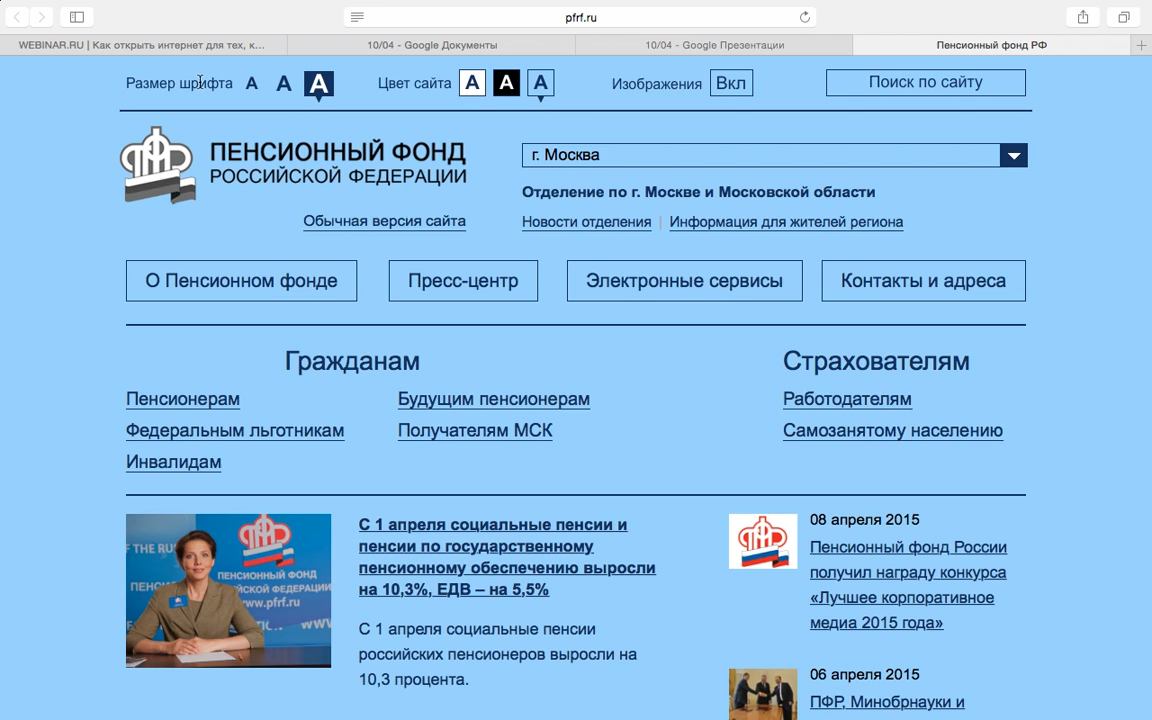 pfrf.ru
WEBINAR.RU | Как открыть интернет для тех, к...
10/04 - Google Документы
10/04 - Google Презентации
Пенсионный фонд РФ
Размер шрифта A A A
Цвет сайта A A A
Изображения Вкл
Поиск по сайту
ПЕНСИОННЫЙ ФОНД
РОССИЙСКОЙ ФЕДЕРАЦИИ
Обычная версия сайта
г. Москва
Отделение по г. Москве и Московской области
Новости отделения | Информация для жителей региона
О Пенсионном фонде
Пресс-центр
Электронные сервисы
Контакты и адреса
Гражданам
Пенсионерам
Федеральным льготникам
Инвалидам
Будущим пенсионерам
Получателям МСК
Страхователям
Работодателям
Самозанятому населению
THE RUS
ПЕНСИОННЫЙ ФОНД
www.pfrf.ru
С 1 апреля социальные пенсии и
пенсии по государственному
пенсионному обеспечению выросли
на 10,3%, ЕДВ – на 5,5%
С 1 апреля социальные пенсии
российских пенсионеров выросли на
10,3 процента.
08 апреля 2015
Пенсионный фонд России
получил награду конкурса
«Лучшее корпоративное
медиа 2015 года»
06 апреля 2015
ПФР, Минобрнауки и